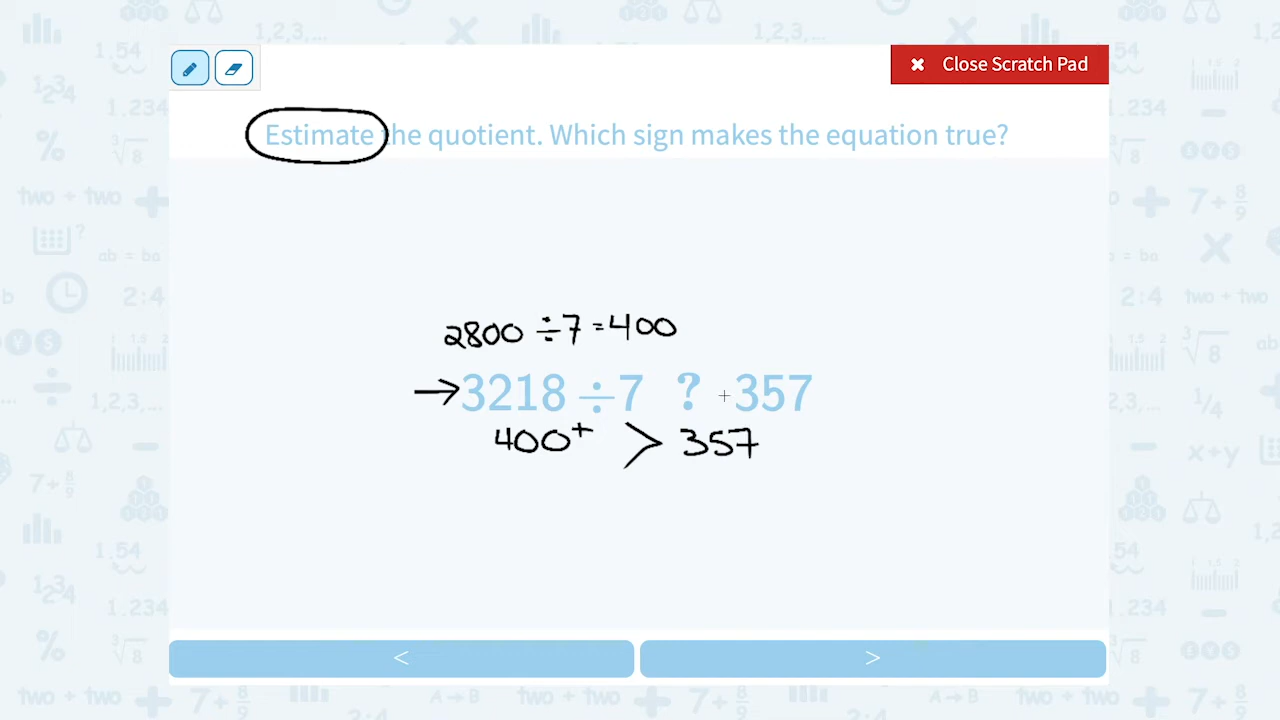 Close Scratch Pad
Estimate the quotient. Which sign makes the equation true?
2800 ÷ 7 = 400
→ 3218 ÷ 7 ? 357
400+ > 357
< >